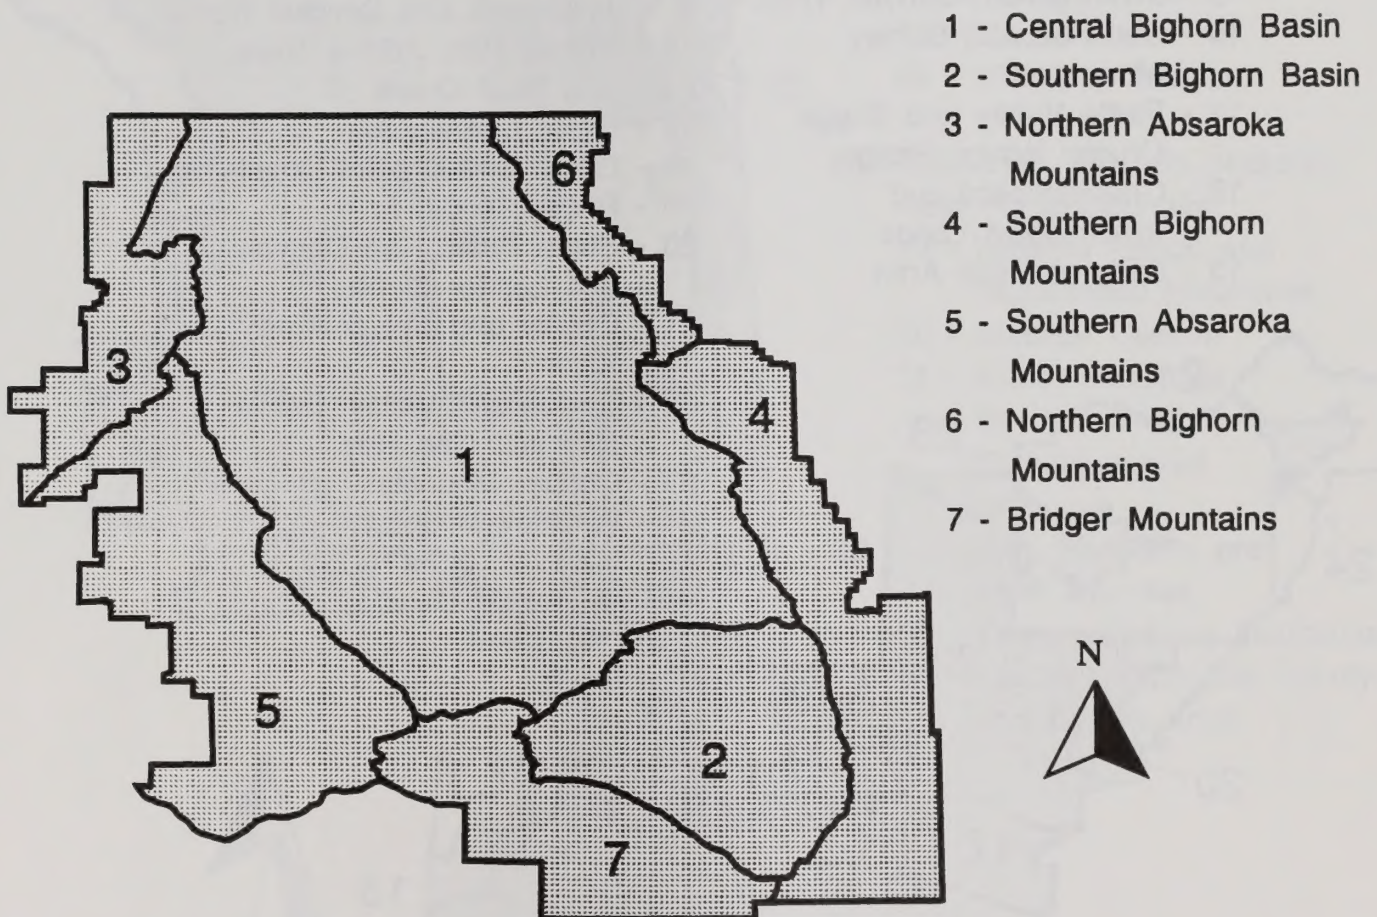 1 - Central Bighorn Basin
2 - Southern Bighorn Basin
3 - Northern Absaroka
Mountains
4 - Southern Bighorn
Mountains
5 - Southern Absaroka
Mountains
6 - Northern Bighorn
Mountains
7 - Bridger Mountains
N
6
3
4
1
5
2
7